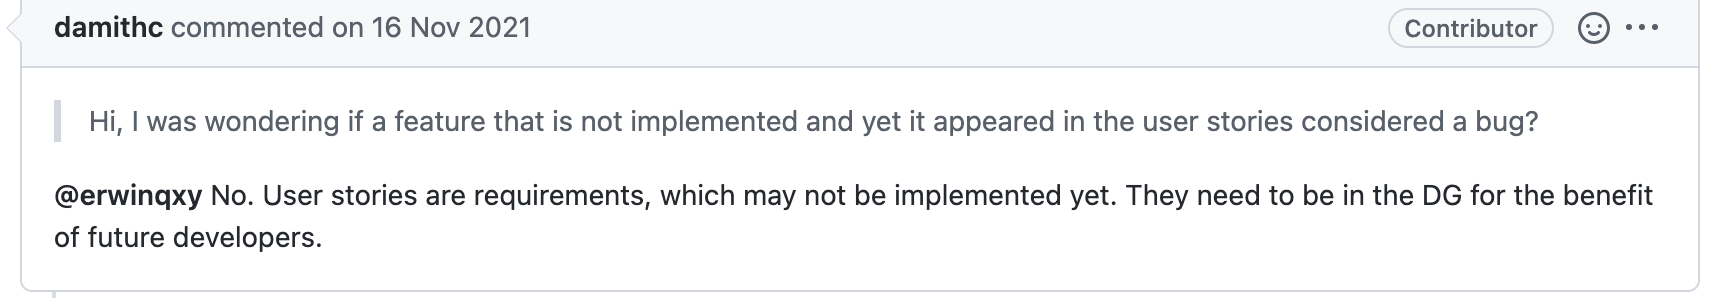 damithc commented on 16 Nov 2021 Contributor
Hi, I was wondering if a feature that is not implemented and yet it appeared in the user stories considered a bug?
@erwinqxy No. User stories are requirements, which may not be implemented yet. They need to be in the DG for the benefit
of future developers.